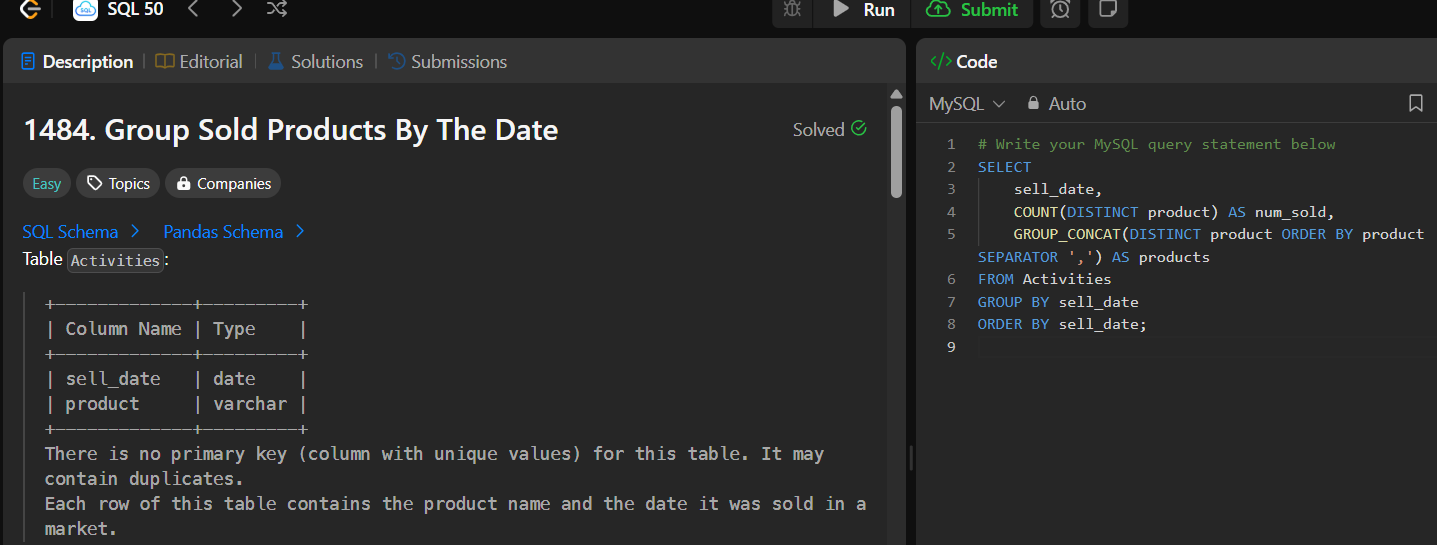 SQL 50
Run
Submit
Description
Editorial
Solutions
Submissions
1484. Group Sold Products By The Date
Solved
Easy
Topics
Companies
SQL Schema
Pandas Schema
Table Activities:
+-------------+---------+
| Column Name | Type    |
+-------------+---------+
| sell_date   | date    |
| product     | varchar |
+-------------+---------+
There is no primary key (column with unique values) for this table. It may
contain duplicates.
Each row of this table contains the product name and the date it was sold in a
market.
</> Code
MySQL
Auto
1 # Write your MySQL query statement below
2 SELECT
3     sell_date,
4     COUNT(DISTINCT product) AS num_sold,
5     GROUP_CONCAT(DISTINCT product ORDER BY product
SEPARATOR ',') AS products
6 FROM Activities
7 GROUP BY sell_date
8 ORDER BY sell_date;
9